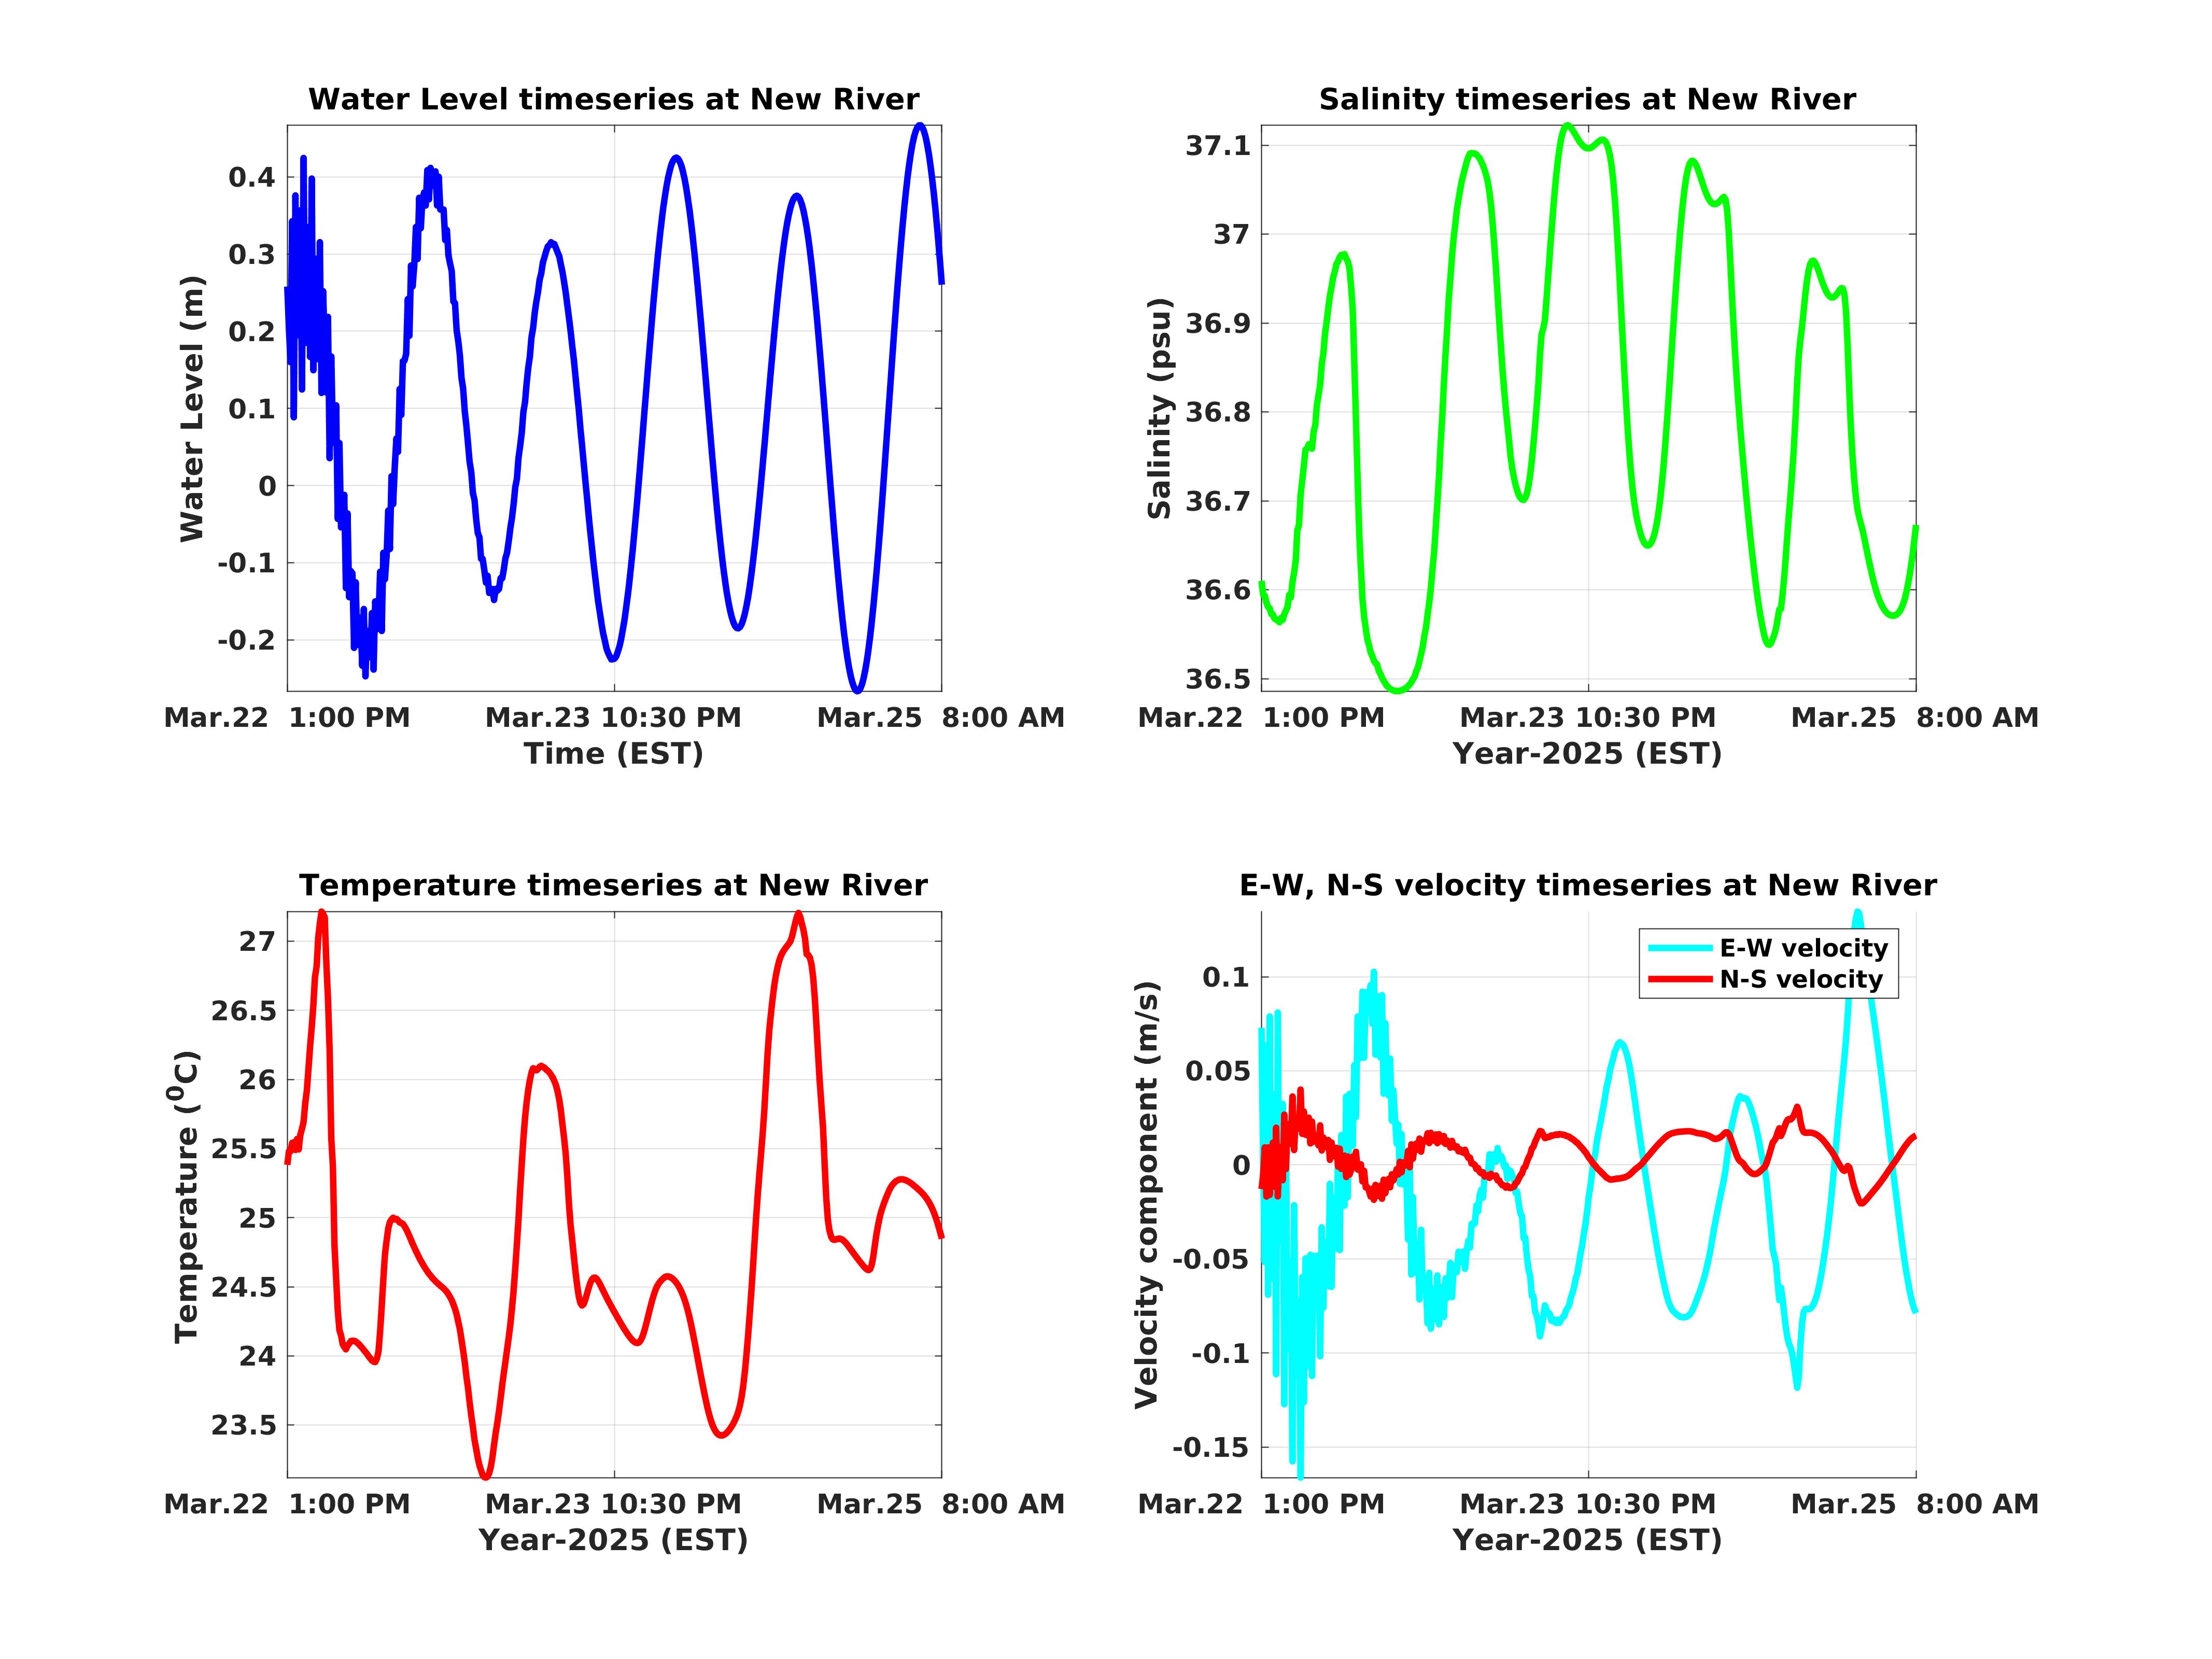 Water Level timeseries at New River
Water Level (m)
0.4
0.3
0.2
0.1
0
-0.1
-0.2
Mar.22 1:00 PM Mar.23 10:30 PM Mar.25 8:00 AM
Time (EST)
Salinity timeseries at New River
Salinity (psu)
37.1
37
36.9
36.8
36.7
36.6
36.5
Mar.22 1:00 PM Mar.23 10:30 PM Mar.25 8:00 AM
Year-2025 (EST)
Temperature timeseries at New River
Temperature (⁰C)
27
26.5
26
25.5
25
24.5
24
23.5
Mar.22 1:00 PM Mar.23 10:30 PM Mar.25 8:00 AM
Year-2025 (EST)
E-W, N-S velocity timeseries at New River
Velocity component (m/s)
E-W velocity
N-S velocity
0.1
0.05
0
-0.05
-0.1
-0.15
Mar.22 1:00 PM Mar.23 10:30 PM Mar.25 8:00 AM
Year-2025 (EST)